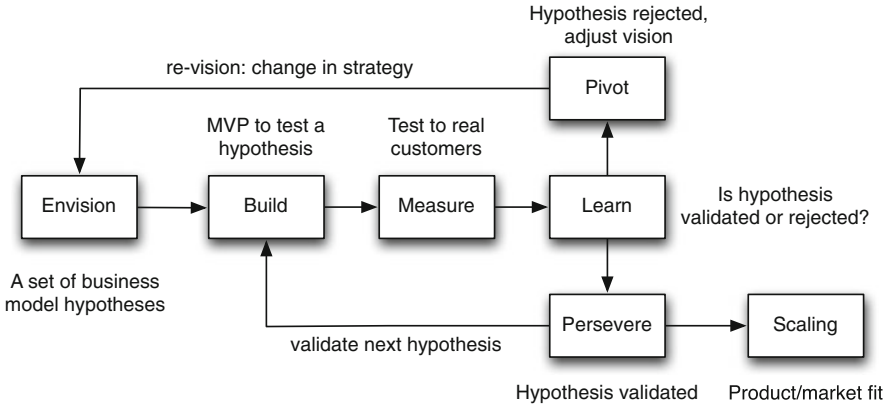 Hypothesis rejected,
adjust vision
re-vision: change in strategy
Pivot
MVP to test a
hypothesis
Test to real
customers
Envision
Build
Measure
Learn
Is hypothesis
validated or rejected?
A set of business
model hypotheses
validate next hypothesis
Persevere
Scaling
Hypothesis validated
Product/market fit